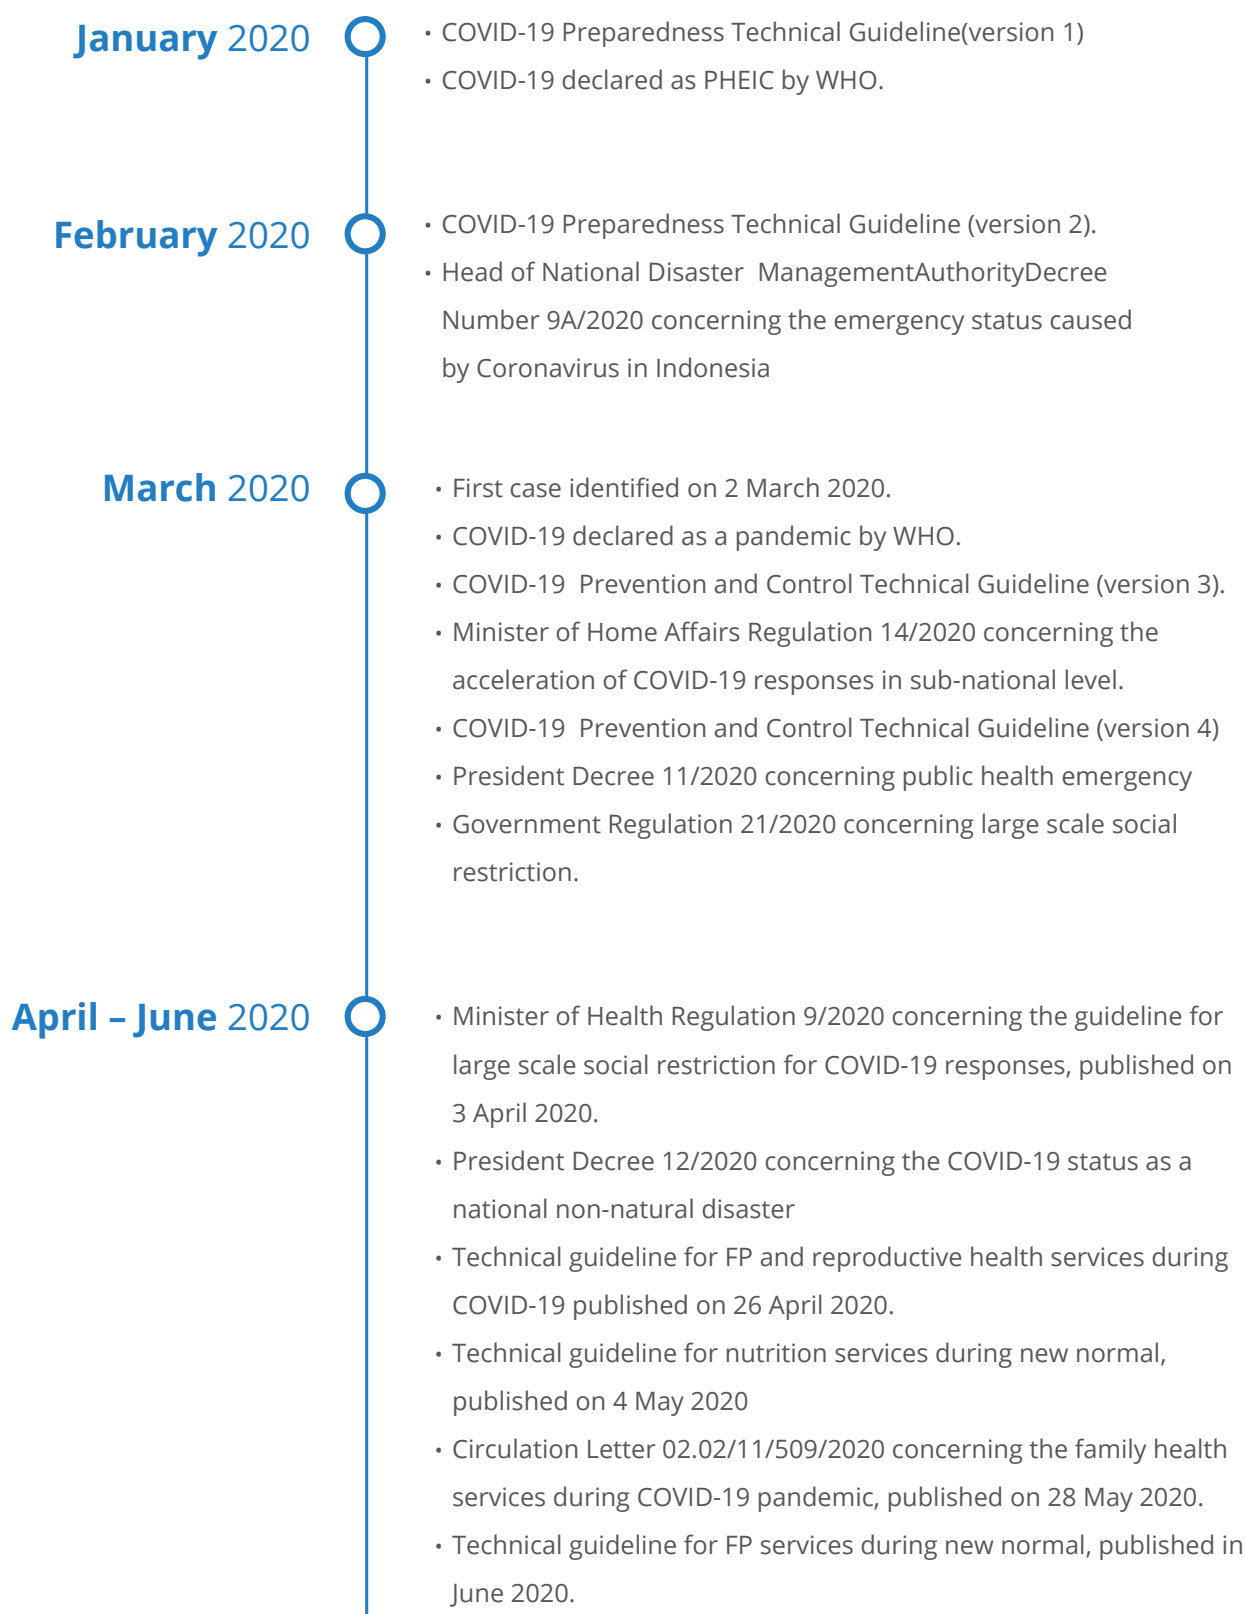 January 2020
• COVID-19 Preparedness Technical Guideline(version 1)
• COVID-19 declared as PHEIC by WHO.
February 2020
• COVID-19 Preparedness Technical Guideline (version 2).
• Head of National Disaster  ManagementAuthorityDecree
Number 9A/2020 concerning the emergency status caused
by Coronavirus in Indonesia
March 2020
• First case identified on 2 March 2020.
• COVID-19 declared as a pandemic by WHO.
• COVID-19  Prevention and Control Technical Guideline (version 3).
• Minister of Home Affairs Regulation 14/2020 concerning the
acceleration of COVID-19 responses in sub-national level.
• COVID-19  Prevention and Control Technical Guideline (version 4)
• President Decree 11/2020 concerning public health emergency
• Government Regulation 21/2020 concerning large scale social
restriction.
April – June 2020
• Minister of Health Regulation 9/2020 concerning the guideline for
large scale social restriction for COVID-19 responses, published on
3 April 2020.
• President Decree 12/2020 concerning the COVID-19 status as a
national non-natural disaster
• Technical guideline for FP and reproductive health services during
COVID-19 published on 26 April 2020.
• Technical guideline for nutrition services during new normal,
published on 4 May 2020
• Circulation Letter 02.02/11/509/2020 concerning the family health
services during COVID-19 pandemic, published on 28 May 2020.
• Technical guideline for FP services during new normal, published in
June 2020.